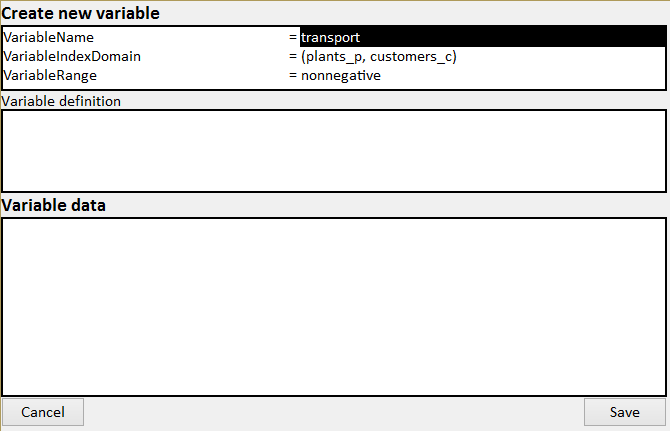 Create new variable
VariableName = transport
VariableIndexDomain = (plants_p, customers_c)
VariableRange = nonnegative
Variable definition
Variable data
Cancel Save